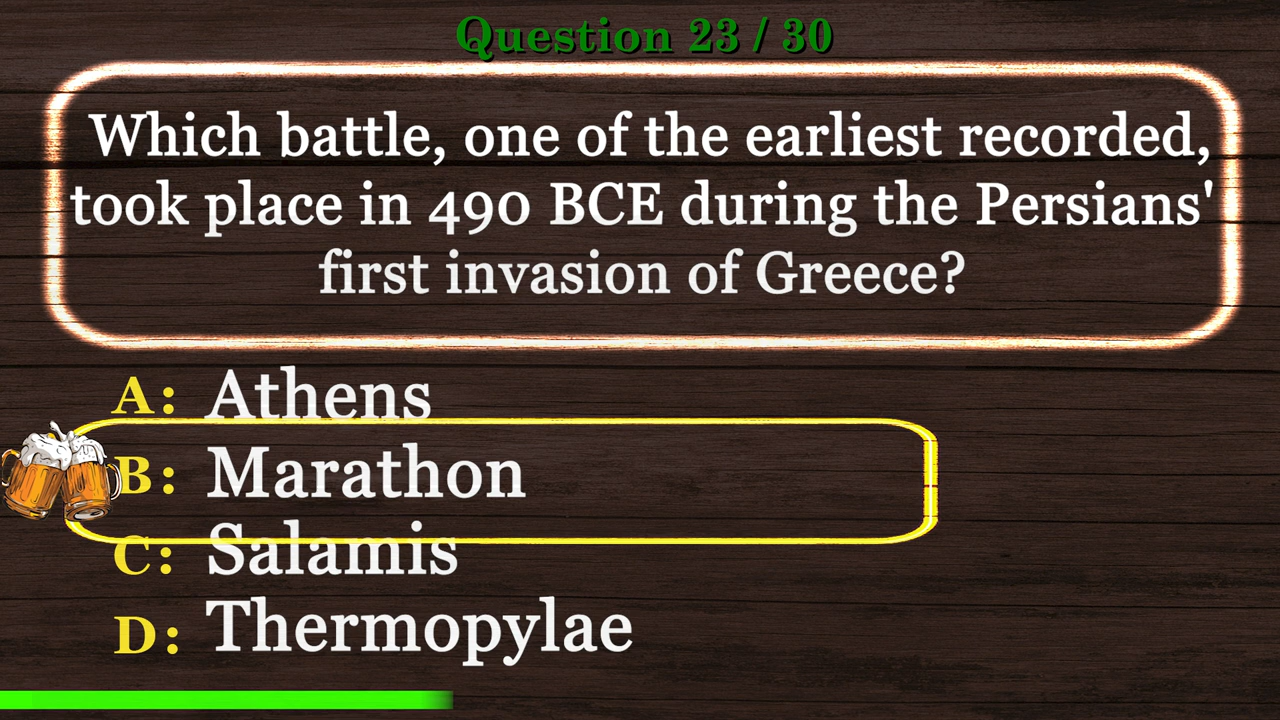 Question 23 / 30
Which battle, one of the earliest recorded,
took place in 490 BCE during the Persians'
first invasion of Greece?
A: Athens
B: Marathon
C: Salamis
D: Thermopylae